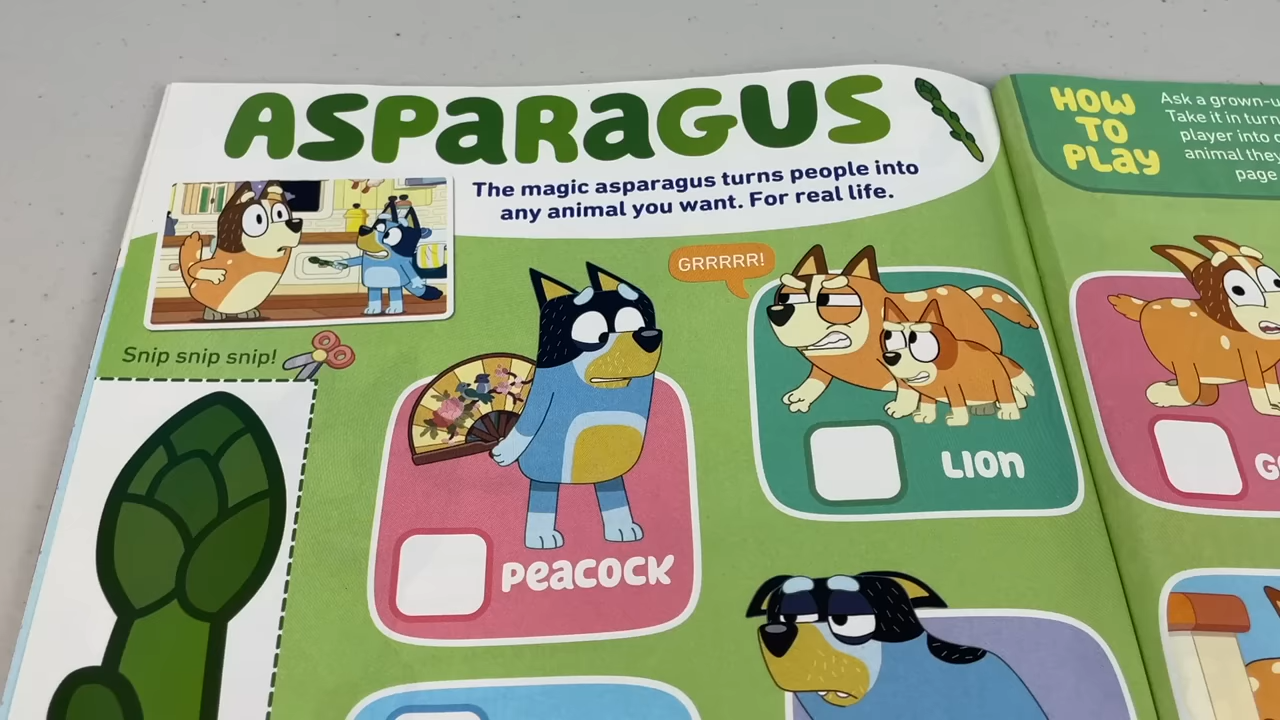 ASPARAGUS
The magic asparagus turns people into
any animal you want. For real life.
Snip snip snip!
GRRRRR!
PEACOCK
LION
HOW
TO
PLAY
Ask a grown-u
Take it in turn
player into
animal they
page